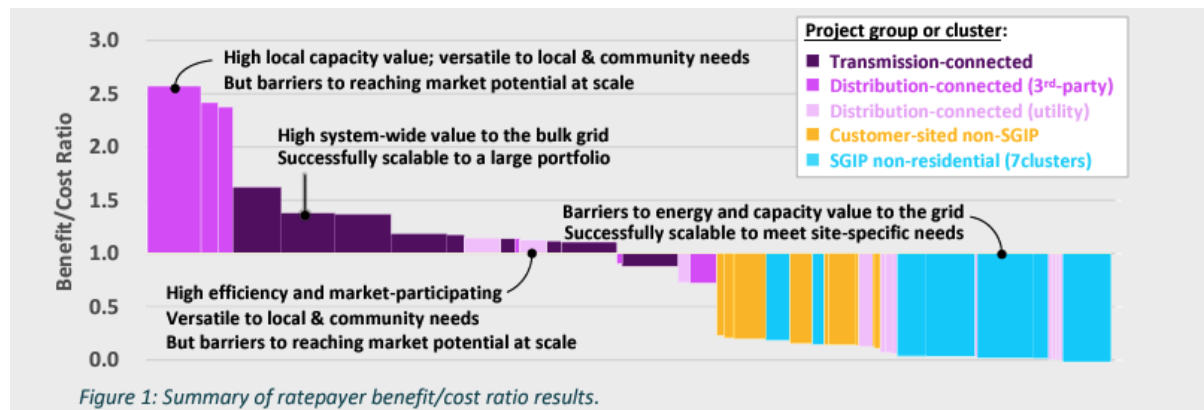 3.0
2.5
2.0
1.5
1.0
0.5
0.0
Benefit/Cost Ratio
High local capacity value; versatile to local & community needs
But barriers to reaching market potential at scale
High system-wide value to the bulk grid
Successfully scalable to a large portfolio
Project group or cluster:
Transmission-connected
Distribution-connected (3rd-party)
Distribution-connected (utility)
Customer-sited non-SGIP
SGIP non-residential (7clusters)
Barriers to energy and capacity value to the grid
Successfully scalable to meet site-specific needs
High efficiency and market-participating
Versatile to local & community needs
But barriers to reaching market potential at scale
Figure 1: Summary of ratepayer benefit/cost ratio results.